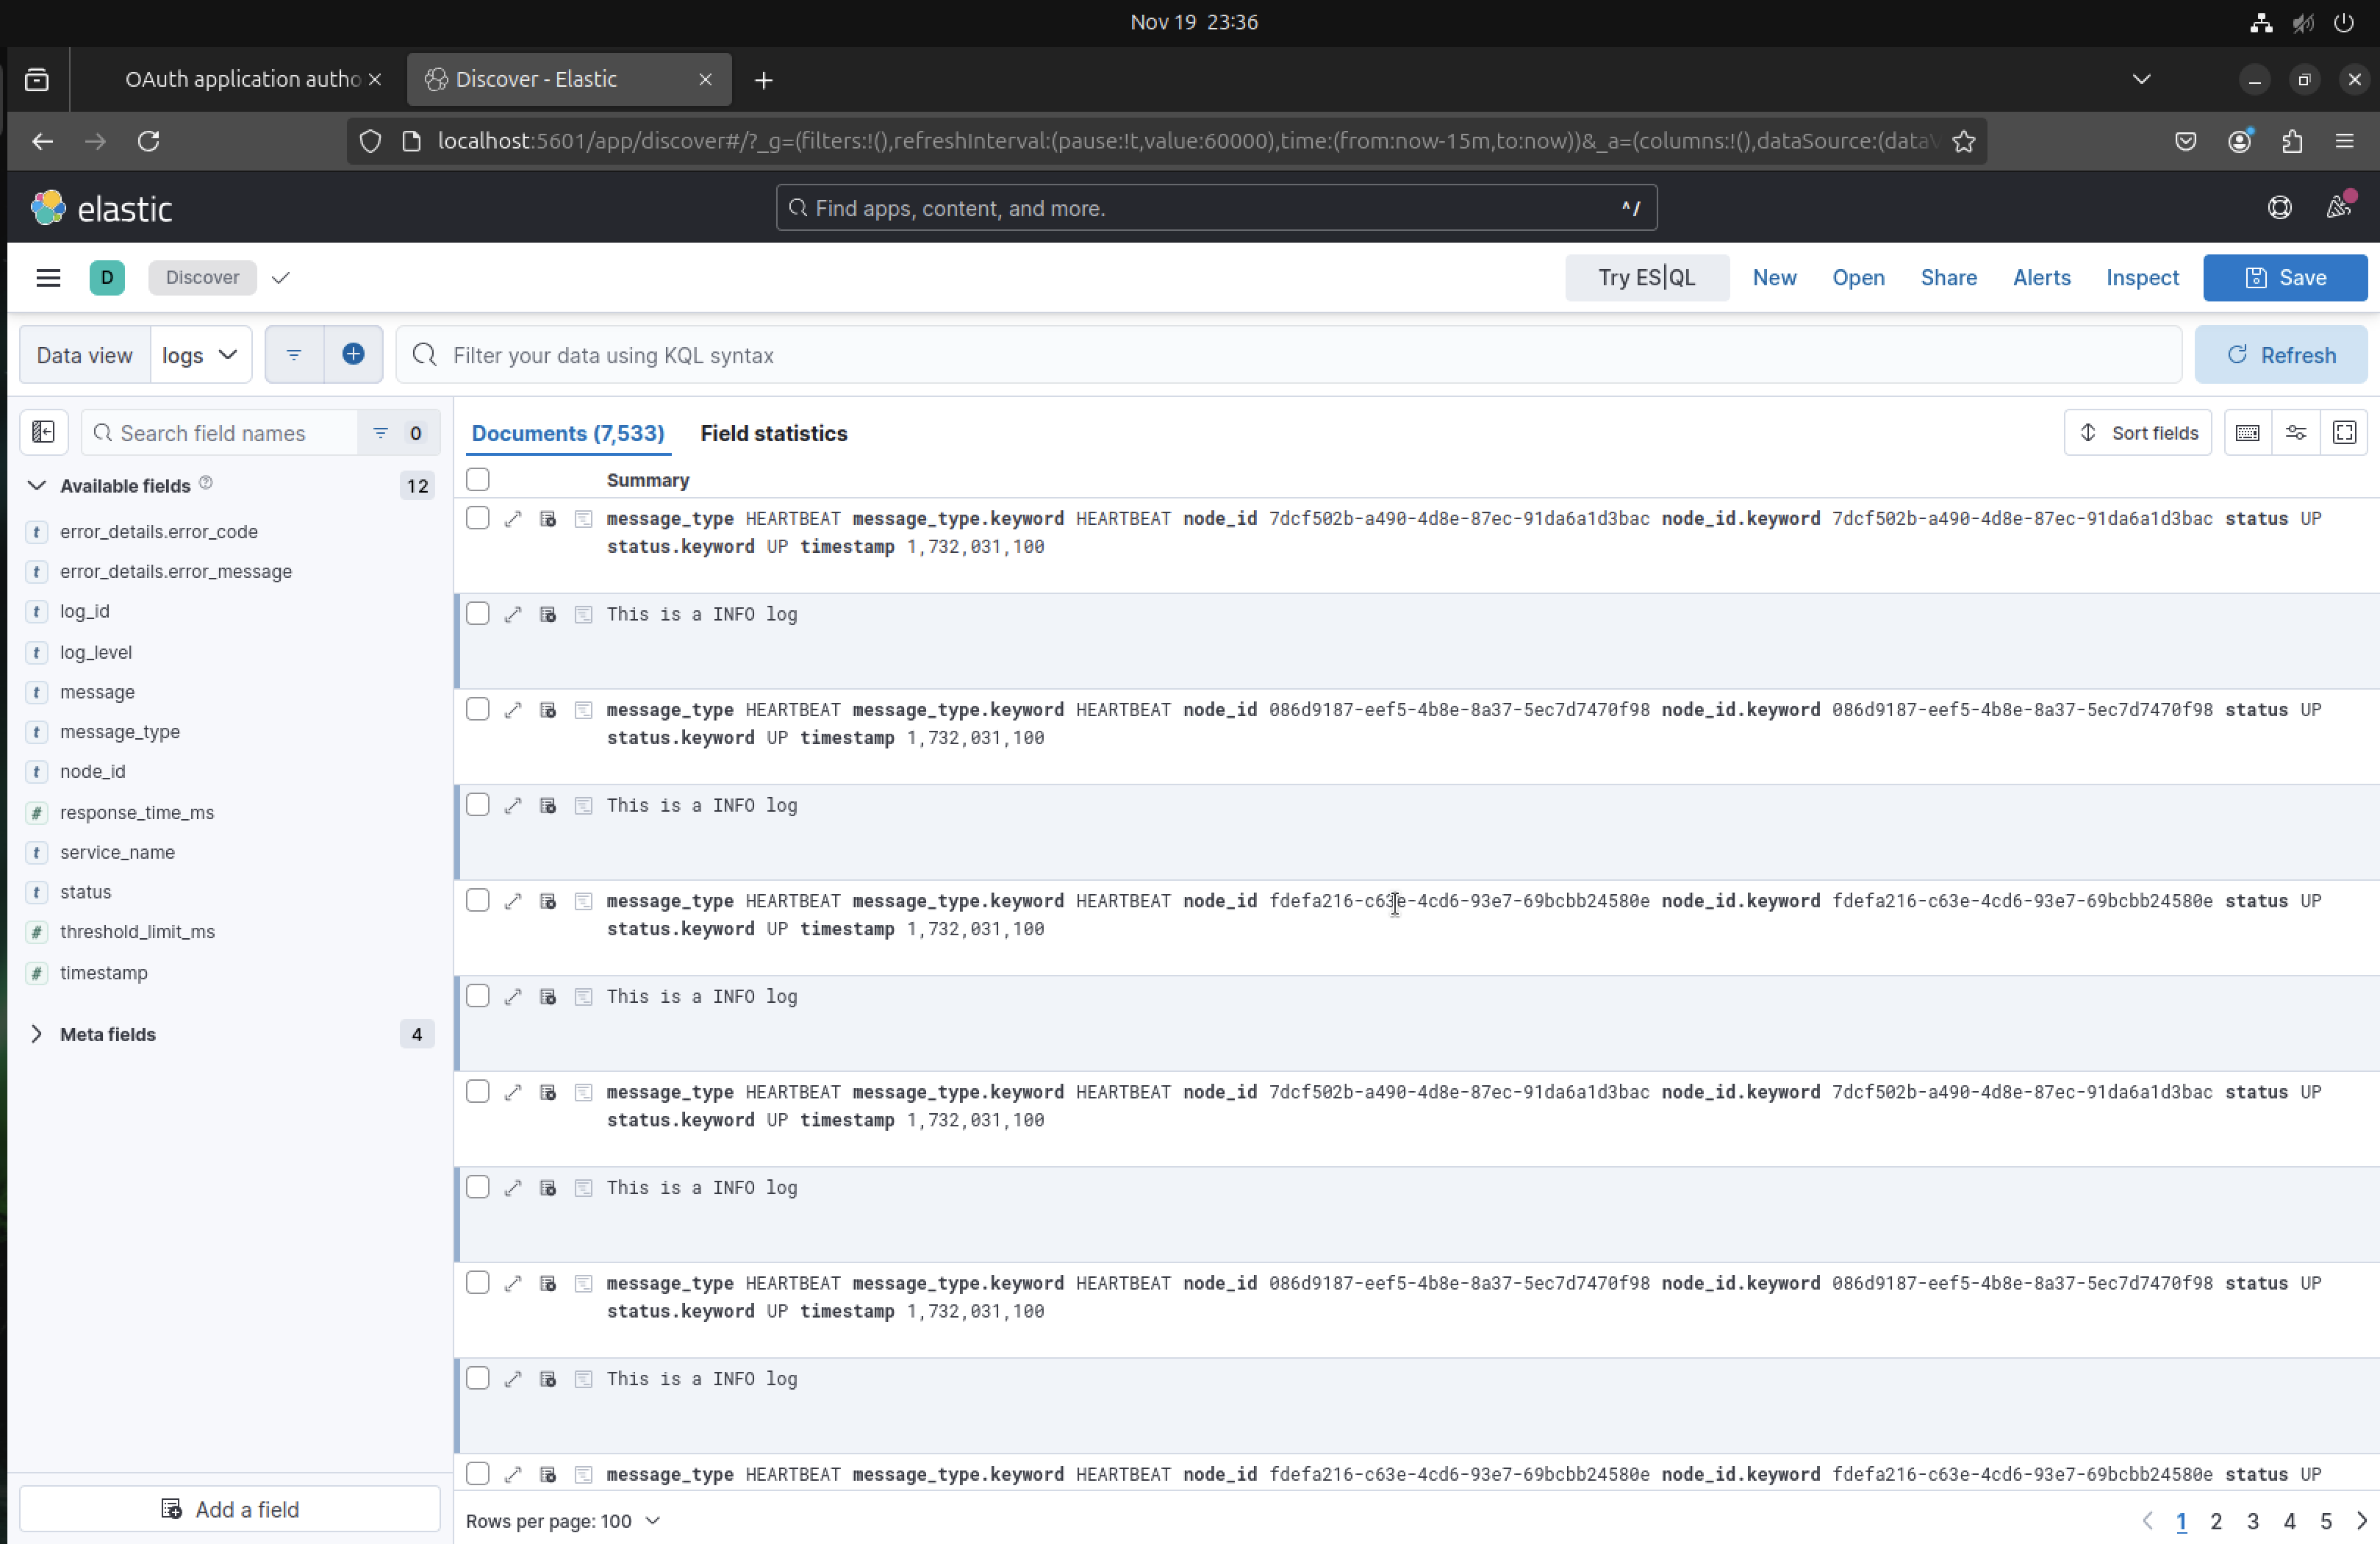 Nov 19 23:36
OAuth application autho
Discover - Elastic
localhost:5601/app/discover#/?_g=(filters:!(),refreshInterval:(pause:!t,value:60000),time:(from:now-15m,to:now))&_a=(columns:!(),dataSource:(data
elastic
Find apps, content, and more.
^/
D
Discover
Try ES|QL
New
Open
Share
Alerts
Inspect
Save
Data view
logs
Filter your data using KQL syntax
Refresh
Search field names
0
Documents (7,533)
Field statistics
Sort fields
Available fields
12
t error_details.error_code
t error_details.error_message
t log_id
t log_level
t message
t message_type
t node_id
# response_time_ms
t service_name
t status
# threshold_limit_ms
# timestamp
Meta fields
4
Add a field
Summary
message_type HEARTBEAT message_type.keyword HEARTBEAT node_id 7dcf502b-a490-4d8e-87ec-91da6a1d3bac node_id.keyword 7dcf502b-a490-4d8e-87ec-91da6a1d3bac status UP
status.keyword UP timestamp 1,732,031,100
This is a INFO log
message_type HEARTBEAT message_type.keyword HEARTBEAT node_id 086d9187-eef5-4b8e-8a37-5ec7d7470f98 node_id.keyword 086d9187-eef5-4b8e-8a37-5ec7d7470f98 status UP
status.keyword UP timestamp 1,732,031,100
This is a INFO log
message_type HEARTBEAT message_type.keyword HEARTBEAT node_id fdefa216-c63e-4cd6-93e7-69bcbb24580e node_id.keyword fdefa216-c63e-4cd6-93e7-69bcbb24580e status UP
status.keyword UP timestamp 1,732,031,100
This is a INFO log
message_type HEARTBEAT message_type.keyword HEARTBEAT node_id 7dcf502b-a490-4d8e-87ec-91da6a1d3bac node_id.keyword 7dcf502b-a490-4d8e-87ec-91da6a1d3bac status UP
status.keyword UP timestamp 1,732,031,100
This is a INFO log
message_type HEARTBEAT message_type.keyword HEARTBEAT node_id 086d9187-eef5-4b8e-8a37-5ec7d7470f98 node_id.keyword 086d9187-eef5-4b8e-8a37-5ec7d7470f98 status UP
status.keyword UP timestamp 1,732,031,100
This is a INFO log
message_type HEARTBEAT message_type.keyword HEARTBEAT node_id fdefa216-c63e-4cd6-93e7-69bcbb24580e node_id.keyword fdefa216-c63e-4cd6-93e7-69bcbb24580e status UP
Rows per page: 100
1 2 3 4 5